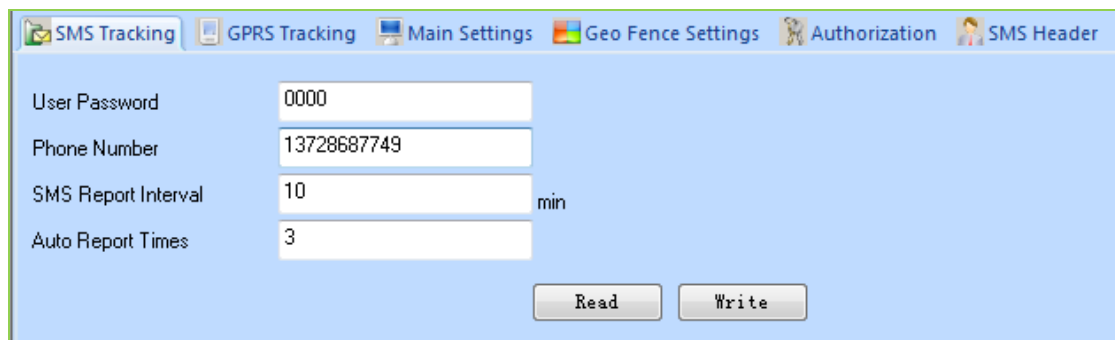 SMS Tracking GPRS Tracking Main Settings Geo Fence Settings Authorization SMS Header
User Password 0000
Phone Number 13728687749
SMS Report Interval 10 min
Auto Report Times 3
Read Write